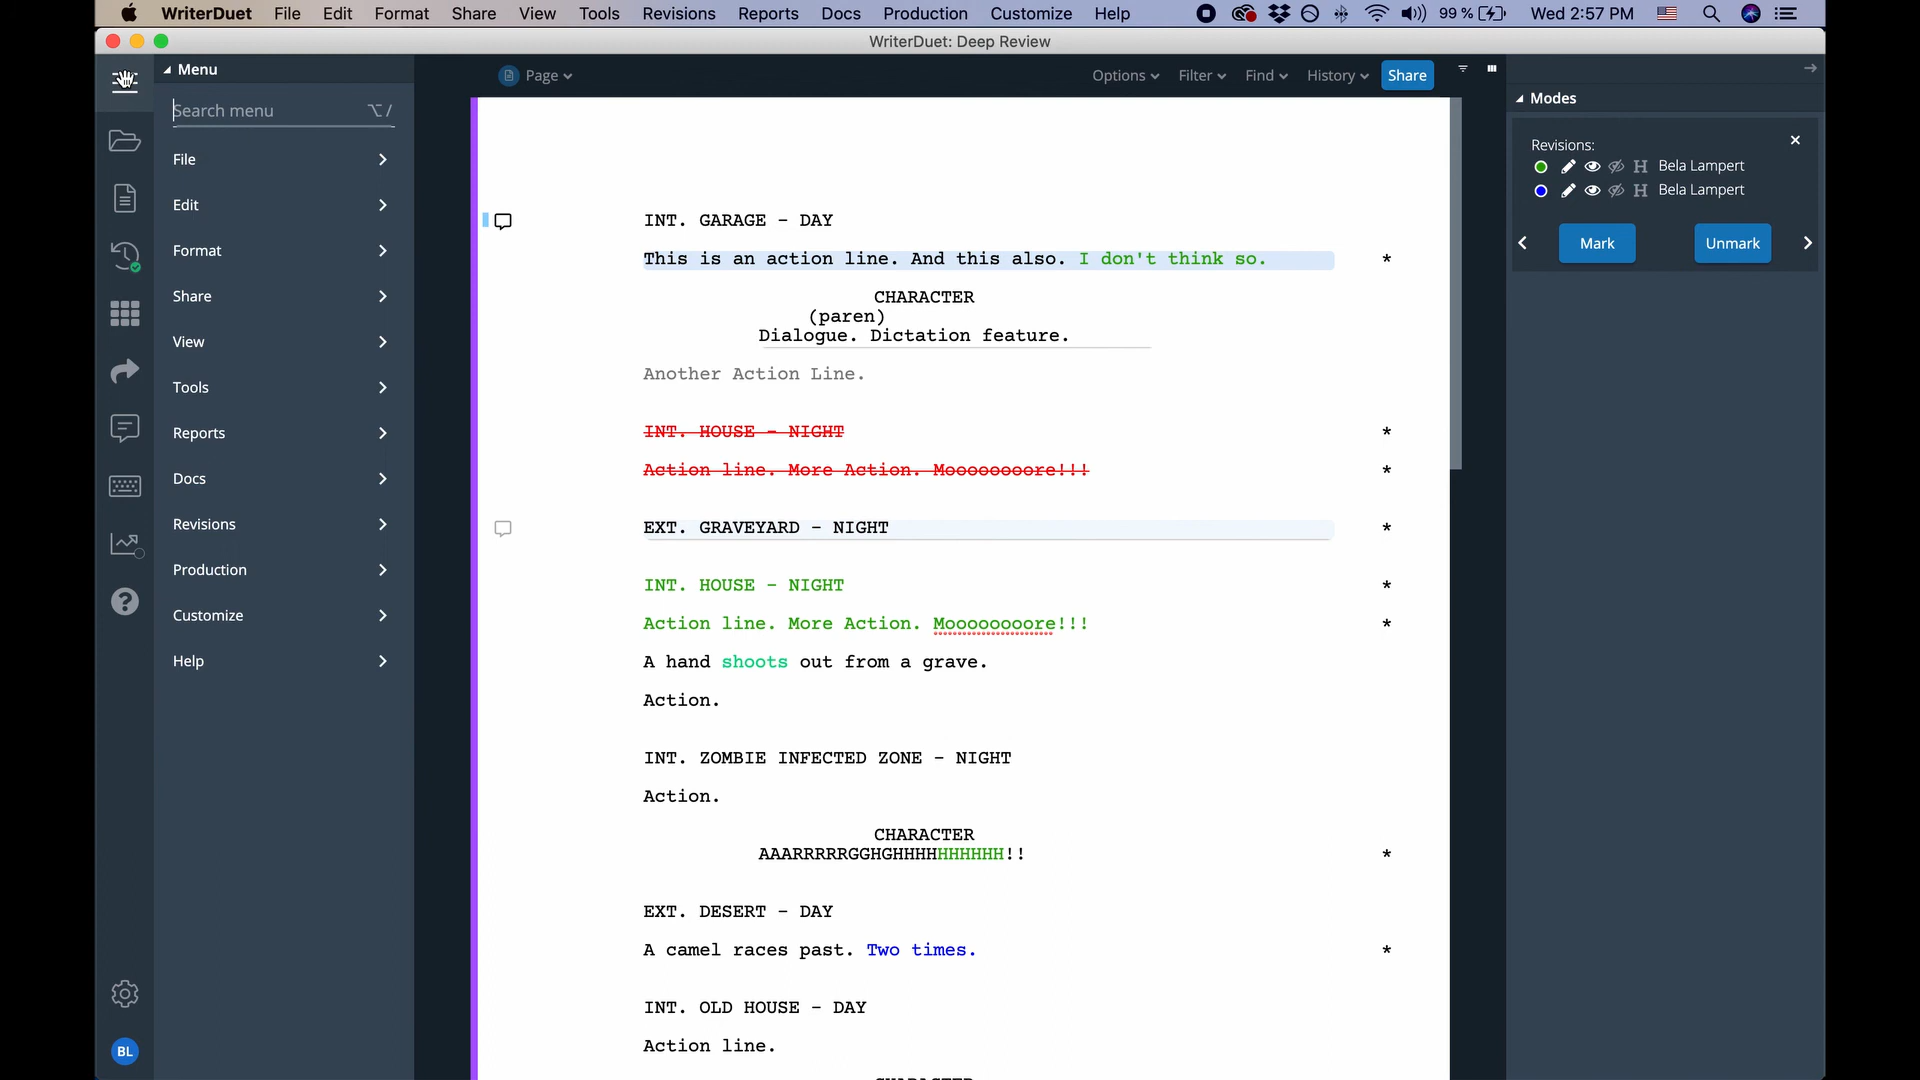 WriterDuet File Edit Format Share View Tools Revisions Reports Docs Production Customize Help 99 % Wed 2:57 PM
WriterDuet: Deep Review
Menu
Search menu ⌥ /
File
Edit
Format
Share
View
Tools
Reports
Docs
Revisions
Production
Customize
Help
BL
Page Options Filter Find History Share
INT. GARAGE - DAY
This is an action line. And this also. I don't think so. *
CHARACTER
(paren)
Dialogue. Dictation feature.
Another Action Line.
INT. HOUSE - NIGHT *
Action line. More Action. Mooooooooore!!! *
EXT. GRAVEYARD - NIGHT *
INT. HOUSE - NIGHT *
Action line. More Action. Mooooooooore!!! *
A hand shoots out from a grave.
Action.
INT. ZOMBIE INFECTED ZONE - NIGHT
Action.
CHARACTER
AAARRRRRGGHGHHHHHHHHHH!! *
EXT. DESERT - DAY
A camel races past. Two times. *
INT. OLD HOUSE - DAY
Action line.
CHARACTER
Modes
Revisions:
H Bela Lampert
H Bela Lampert
Mark Unmark